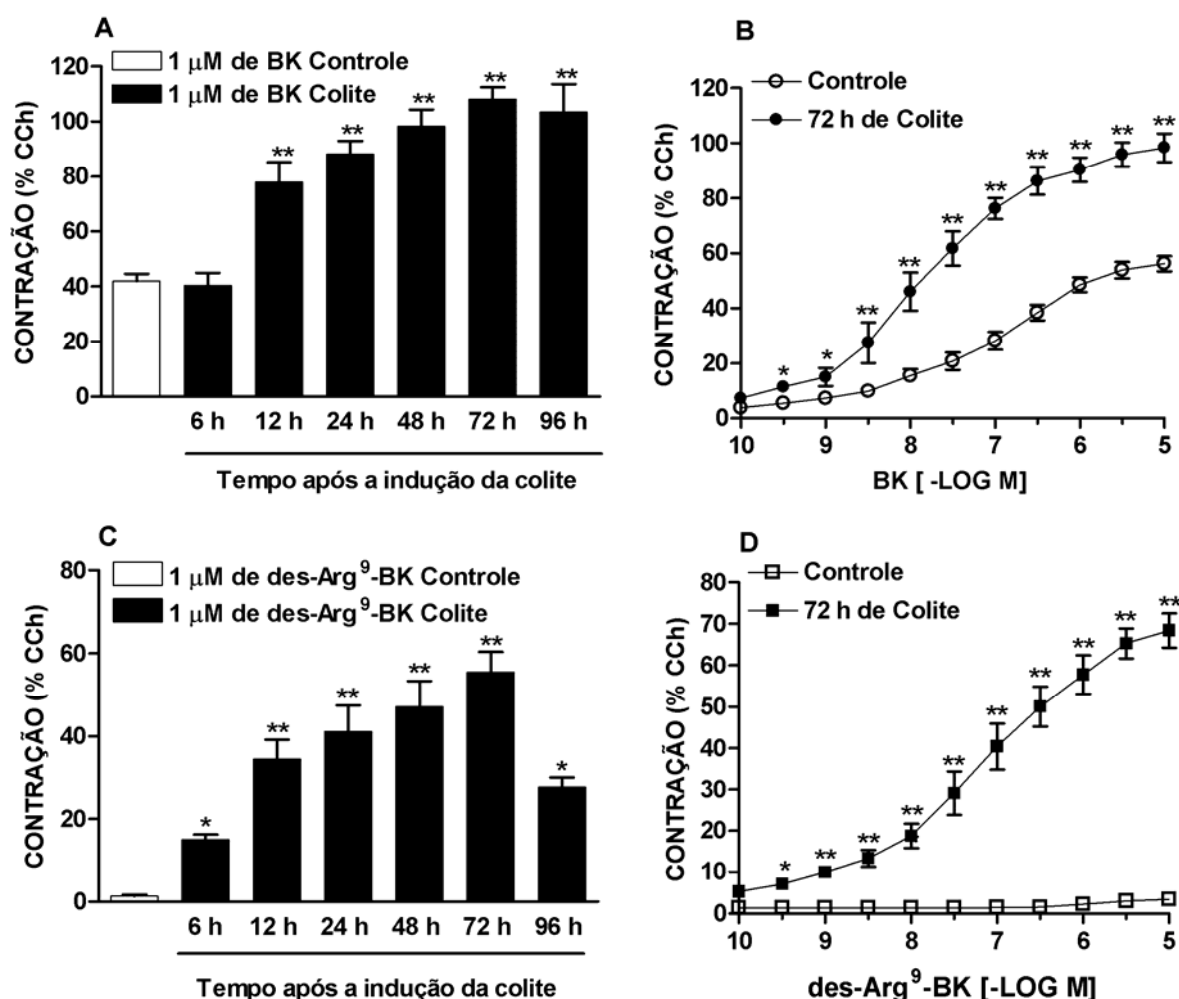 A
1 μM de BK Controle
1 μM de BK Colite
CONTRAÇÃO (% CCh)
120
100
80
60
40
20
0
**
**
**
**
**
6 h 12 h 24 h 48 h 72 h 96 h
Tempo após a indução da colite
B
Controle
72 h de Colite
CONTRAÇÃO (% CCh)
120
100
80
60
40
20
0
* * ** ** ** ** ** ** ** **
10 9 8 7 6 5
BK [ -LOG M]
C
1 μM de des-Arg⁹-BK Controle
1 μM de des-Arg⁹-BK Colite
CONTRAÇÃO (% CCh)
80
60
40
20
0
* ** ** ** ** *
6 h 12 h 24 h 48 h 72 h 96 h
Tempo após a indução da colite
D
Controle
72 h de Colite
CONTRAÇÃO (% CCh)
80
70
60
50
40
30
20
10
0
* ** ** ** ** ** ** ** ** **
10 9 8 7 6 5
des-Arg⁹-BK [-LOG M]